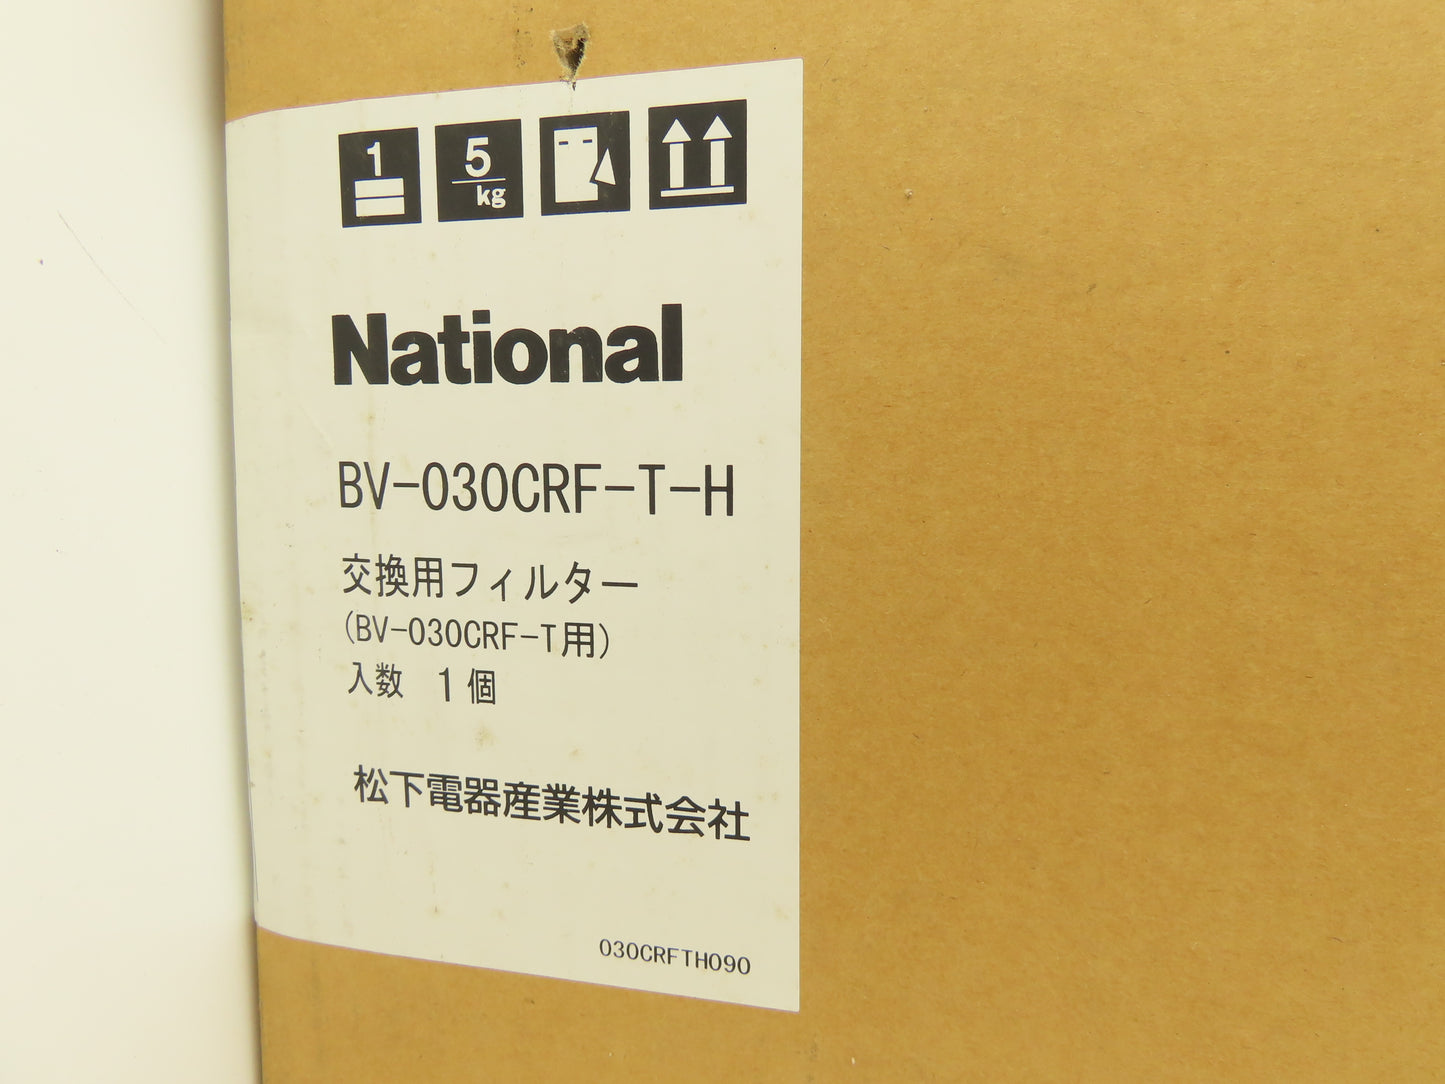 1 5 kg
National
BV-030CRF-T-H
交換用フィルター
(BV-030CRF-T用)
入数 1個
松下電器産業株式会社
030CRFTH090